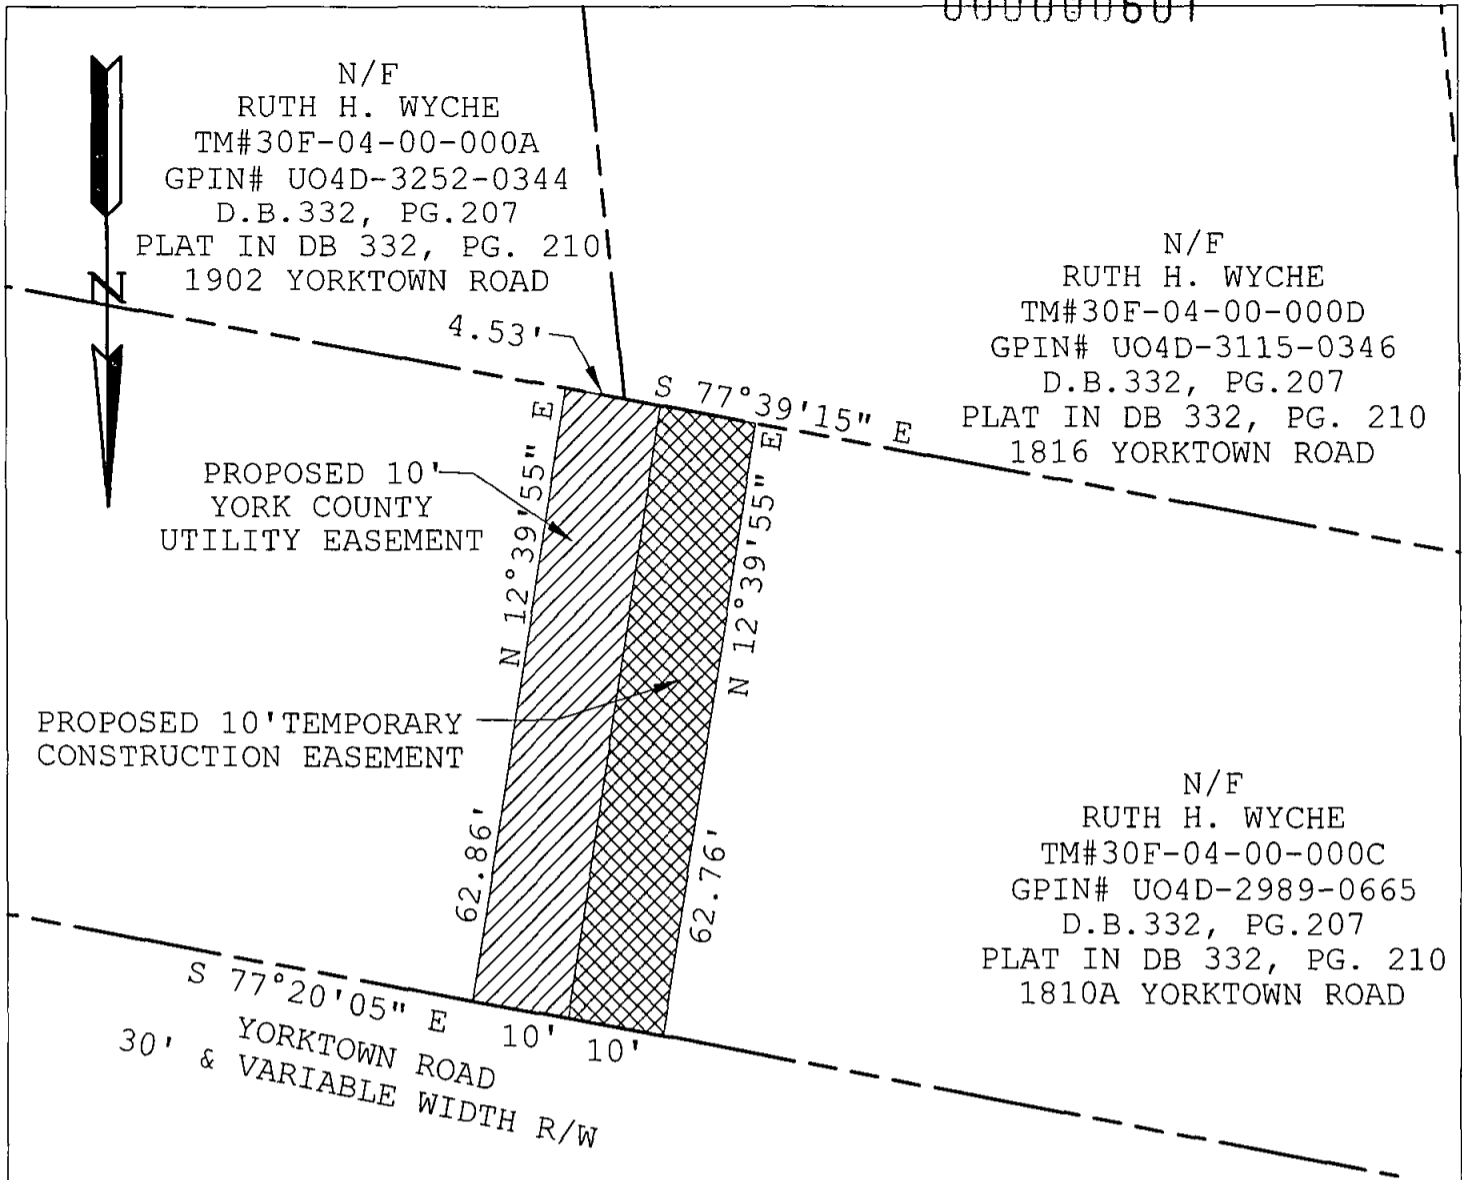 N/F
RUTH H. WYCHE
TM#30F-04-00-000A
GPIN# UO4D-3252-0344
D.B.332, PG.207
PLAT IN DB 332, PG. 210
1902 YORKTOWN ROAD
N
4.53'
N/F
RUTH H. WYCHE
TM#30F-04-00-000D
GPIN# UO4D-3115-0346
D.B.332, PG.207
PLAT IN DB 332, PG. 210
1816 YORKTOWN ROAD
S 77°39'15" E
N 12°39'55" E
N 12°39'55" E
PROPOSED 10'
YORK COUNTY
UTILITY EASEMENT
PROPOSED 10'TEMPORARY
CONSTRUCTION EASEMENT
62.86'
62.76'
N/F
RUTH H. WYCHE
TM#30F-04-00-000C
GPIN# UO4D-2989-0665
D.B.332, PG.207
PLAT IN DB 332, PG. 210
1810A YORKTOWN ROAD
S 77°20'05" E
10'
10'
YORKTOWN ROAD
30' & VARIABLE WIDTH R/W